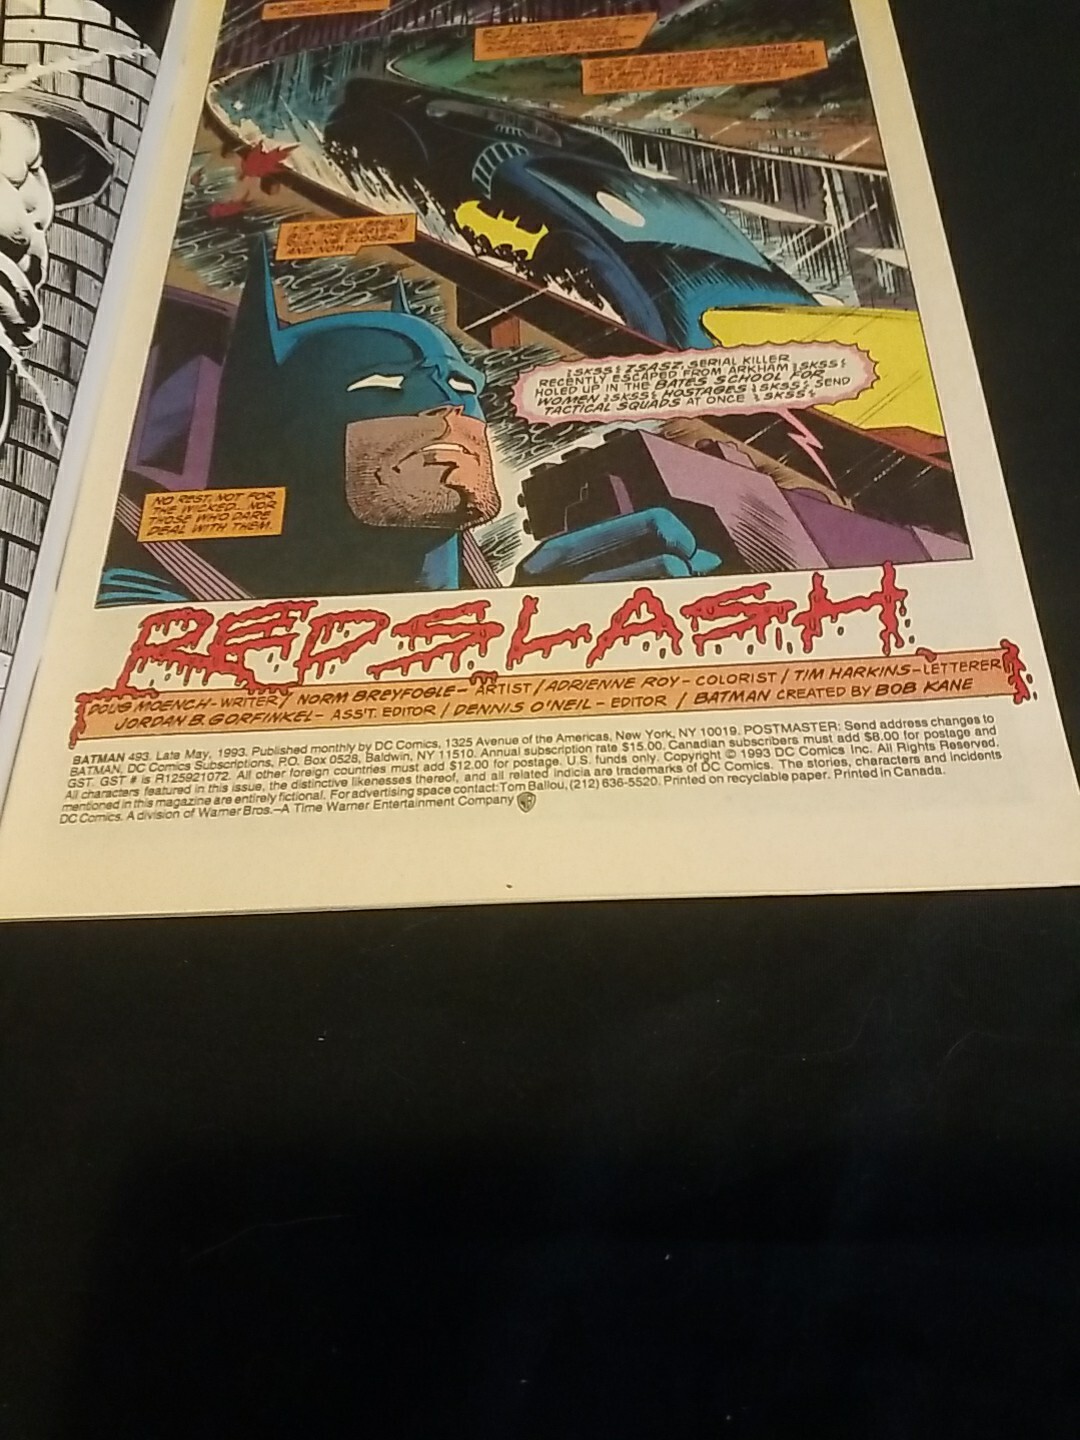 AND NOW
ZSKSSZ ZSASZ, SERIAL KILLER
RECENTLY ESCAPED FROM ARKHAM ZSKSSZ
HOLED UP IN THE BATES SCHOOL FOR
WOMEN ZSKSSZ HOSTAGES ZSKSSZ SEND
TACTICAL SQUADS AT ONCE ZSKSSZ
NO REST, NOT FOR
THE WICKED... NOR
THOSE WHO DARE
DEAL WITH THEM.
REDSLASH
DOUG MOENCH-WRITER/ NORM BREYFOGLE- ARTIST/ADRIENNE ROY- COLORIST / TIM HARKINS-LETTERER
JORDAN B. GORFINKEL- ASS'T. EDITOR / DENNIS O'NEIL - EDITOR / BATMAN CREATED BY BOB KANE
BATMAN 493, Late May, 1993. Published monthly by DC Comics, 1325 Avenue of the Americas, New York, NY 10019. POSTMASTER: Send address changes to
BATMAN, DC Comics Subscriptions, P.O. Box 0528, Baldwin, NY 11510. Annual subscription rate $15.00. Canadian subscribers must add $8.00 for postage and
GST. GST # is R125921072. All other foreign countries must add $12.00 for postage. U.S. funds only. Copyright © 1993 DC Comics Inc. All Rights Reserved.
All characters featured in this issue, the distinctive likenesses thereof, and all related indicia are trademarks of DC Comics. The stories, characters and incidents
mentioned in this magazine are entirely fictional. For advertising space contact: Tom Ballou, (212) 636-5520. Printed on recyclable paper. Printed in Canada.
DC Comics. A division of Warner Bros.-A Time Warner Entertainment Company